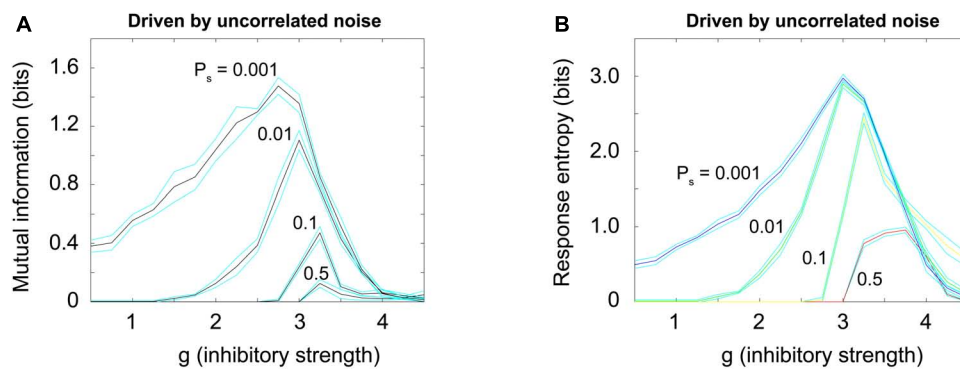 A
Driven by uncorrelated noise
Mutual information (bits)
1.6
1.2
0.8
0.4
0
P_s = 0.001
0.01
0.1
0.5
1 2 3 4
g (inhibitory strength)
B
Driven by uncorrelated noise
Response entropy (bits)
3.0
2.0
1.0
0
P_s = 0.001
0.01
0.1
0.5
1 2 3 4
g (inhibitory strength)